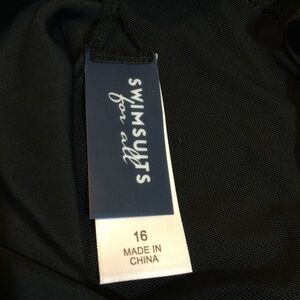 SWIMSUITS
for all
16
MADE IN
CHINA